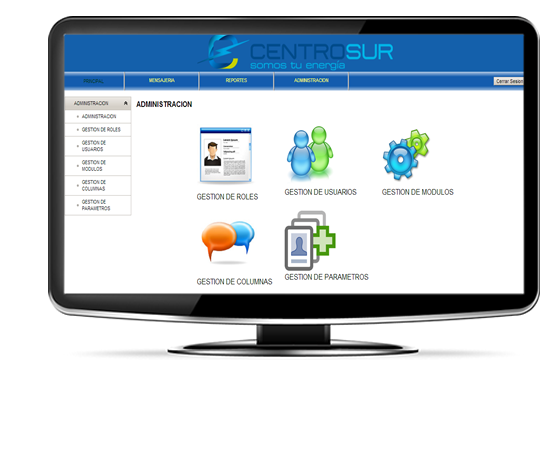 CENTROSUR
somos tu energía
PRINCIPAL
MENSAJERIA
REPORTES
ADMINISTRACION
Cerrar Sesion
ADMINISTRACION
ADMINISTRACION
GESTION DE ROLES
GESTION DE
USUARIOS
GESTION DE
MODULOS
GESTION DE
COLUMNAS
GESTION DE
PARAMETROS
ADMINISTRACION
GESTION DE ROLES
GESTION DE USUARIOS
GESTION DE MODULOS
GESTION DE COLUMNAS
GESTION DE PARAMETROS